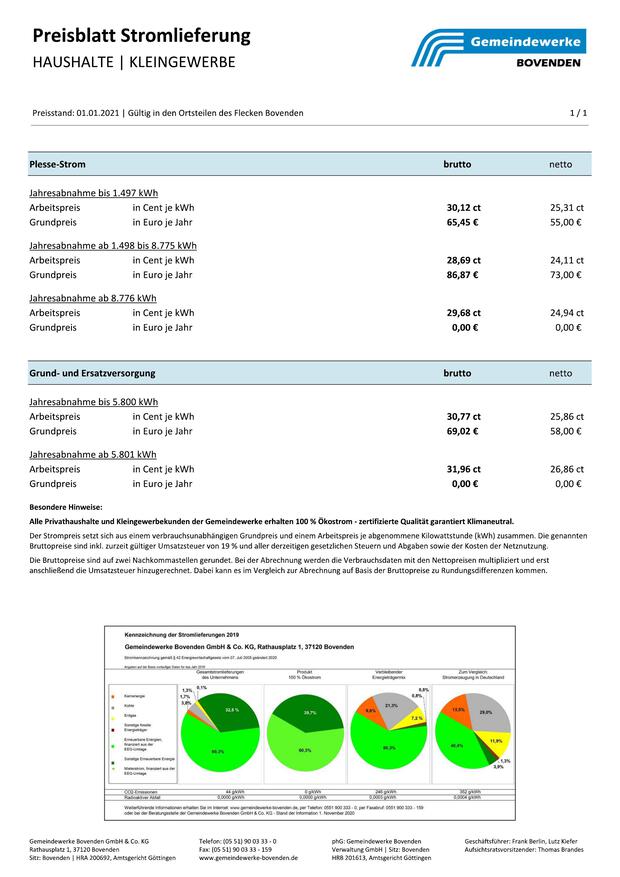 Preisblatt Stromlieferung
HAUSHALTE | KLEINGEWERBE
Gemeindewerke
BOVENDEN
Preisstand: 01.01.2021 | Gültig in den Ortsteilen des Flecken Bovenden 1 / 1
Plesse-Strom brutto netto
Jahresabnahme bis 1.497 kWh
Arbeitspreis in Cent je kWh 30,12 ct 25,31 ct
Grundpreis in Euro je Jahr 65,45 € 55,00 €
Jahresabnahme ab 1.498 bis 8.775 kWh
Arbeitspreis in Cent je kWh 28,69 ct 24,11 ct
Grundpreis in Euro je Jahr 86,87 € 73,00 €
Jahresabnahme ab 8.776 kWh
Arbeitspreis in Cent je kWh 29,68 ct 24,94 ct
Grundpreis in Euro je Jahr 0,00 € 0,00 €
Grund- und Ersatzversorgung brutto netto
Jahresabnahme bis 5.800 kWh
Arbeitspreis in Cent je kWh 30,77 ct 25,86 ct
Grundpreis in Euro je Jahr 69,02 € 58,00 €
Jahresabnahme ab 5.801 kWh
Arbeitspreis in Cent je kWh 31,96 ct 26,86 ct
Grundpreis in Euro je Jahr 0,00 € 0,00 €
Besondere Hinweise:
Alle Privathaushalte und Kleingewerbekunden der Gemeindewerke erhalten 100 % Ökostrom - zertifizierte Qualität garantiert Klimaneutral.
Der Strompreis setzt sich aus einem verbrauchsunabhängigen Grundpreis und einem Arbeitspreis je abgenommene Kilowattstunde (kWh) zusammen. Die genannten
Bruttopreise sind inkl. zurzeit gültiger Umsatzsteuer von 19 % und aller derzeitigen gesetzlichen Steuern und Abgaben sowie der Kosten der Netznutzung.
Die Bruttopreise sind auf zwei Nachkommastellen gerundet. Bei der Abrechnung werden die Verbrauchsdaten mit den Nettopreisen multipliziert und erst
anschließend die Umsatzsteuer hinzugerechnet. Dabei kann es im Vergleich zur Abrechnung auf Basis der Bruttopreise zu Rundungsdifferenzen kommen.
Kennzeichnung der Stromlieferungen 2019
Gemeindewerke Bovenden GmbH & Co. KG, Rathausplatz 1, 37120 Bovenden
Stromkennzeichnung gemäß § 42 Energiewirtschaftsgesetz vom 07. Juli 2005 geändert 2020
Angaben auf der Basis vorläufiger Daten für das Jahr 2019
Gesamtstromlieferungen
des Unternehmens
Produkt
100 % Ökostrom
Verbleibender
Energieträgermix
Zum Vergleich:
Stromerzeugung in Deutschland
Kernenergie
Kohle
Erdgas
Sonstige fossile
Energieträger
Erneuerbare Energien,
finanziert aus der
EEG-Umlage
Sonstige Erneuerbare Energie
Mieterstrom, finanziert aus der
EEG-Umlage
1,3% 0,1%
1,7%
3,8%
32,8 %
60,3%
39,7%
60,3%
0,6%
0,8%
21,3%
7,2 %
60,3%
13,5%
29,0%
11,9%
1,3%
3,9%
40,4%
CO2-Emissionen 44 g/kWh 0 g/kWh 246 g/kWh 352 g/kWh
Radioaktiver Abfall 0,0000 g/kWh 0,0000 g/kWh 0,0003 g/kWh 0,0004 g/kWh
Weiterführende Informationen erhalten Sie im Internet: www.gemeindewerke-bovenden.de, per Telefon: 0551 900 333 - 0, per Faxabruf: 0551 900 333 - 159
oder bei der Beratungsstelle der Gemeindewerke Bovenden GmbH & Co. KG - Stand der Information 1. November 2020
Gemeindewerke Bovenden GmbH & Co. KG
Rathausplatz 1, 37120 Bovenden
Sitz: Bovenden | HRA 200692, Amtsgericht Göttingen
Telefon: (05 51) 90 03 33 - 0
Fax: (05 51) 90 03 33 - 159
www.gemeindewerke-bovenden.de
phG: Gemeindewerke Bovenden
Verwaltung GmbH | Sitz: Bovenden
HRB 201613, Amtsgericht Göttingen
Geschäftsführer: Frank Berlin, Lutz Kiefer
Aufsichtsratsvorsitzender: Thomas Brandes